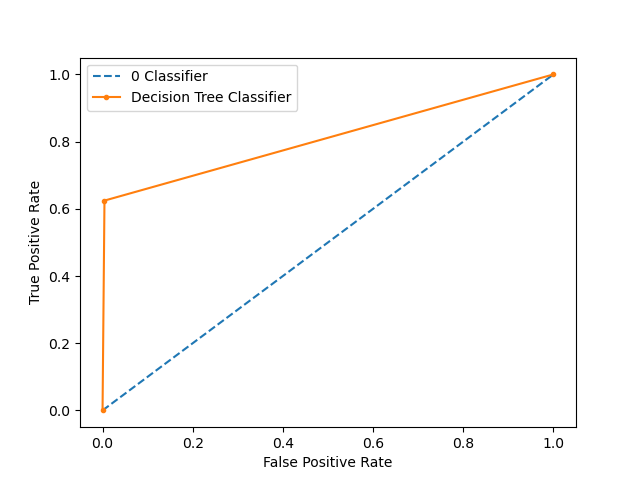 1.0
0.8
0.6
0.4
0.2
0.0
True Positive Rate
0 Classifier
Decision Tree Classifier
0.0 0.2 0.4 0.6 0.8 1.0
False Positive Rate